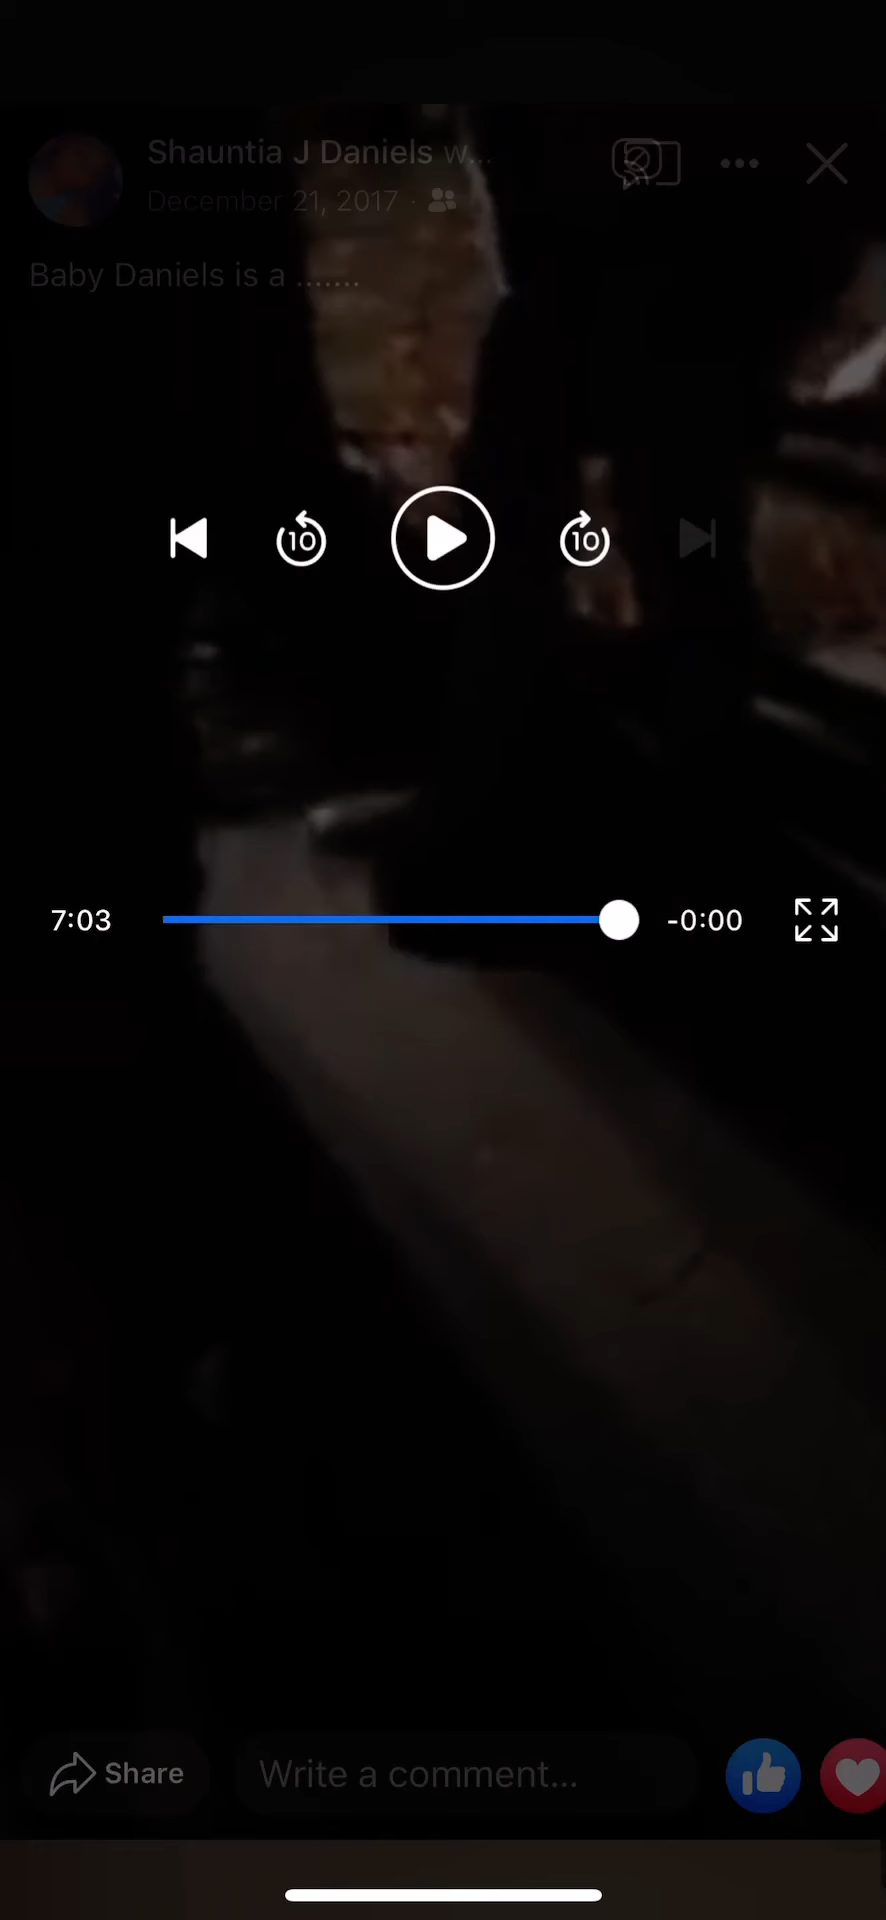 Shauntia J Daniels w...
December 21, 2017 ·
Baby Daniels is a .......
10
10
7:03
-0:00
Share
Write a comment...